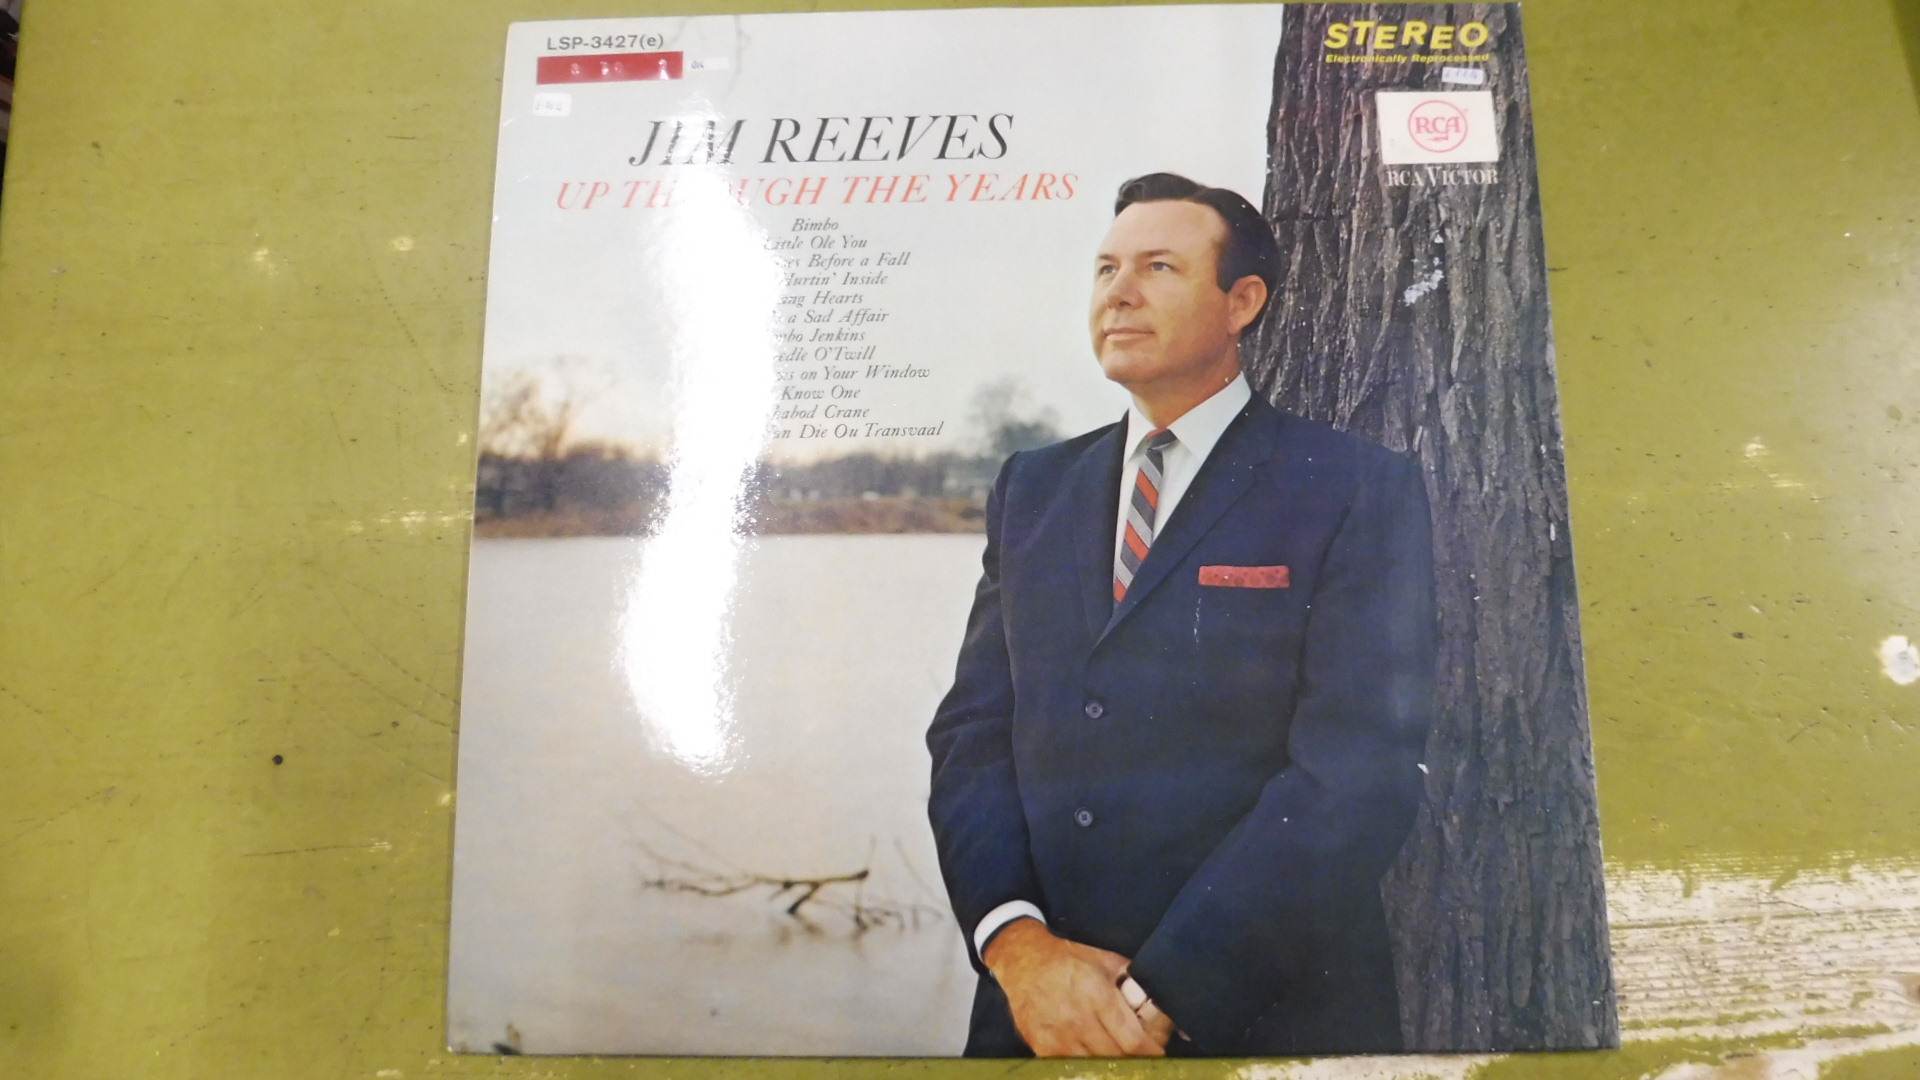 LSP-3427(e)
STEREO
Electronically Reprocessed
RCA
RCA VICTOR
JIM REEVES
UP THROUGH THE YEARS
Bimbo
Little Ole You
Before a Fall
Hurtin' Inside
Hearts
a Sad Affair
Jenkins
O'Twill
on Your Window
Know One
Crane
Die Ou Transvaal